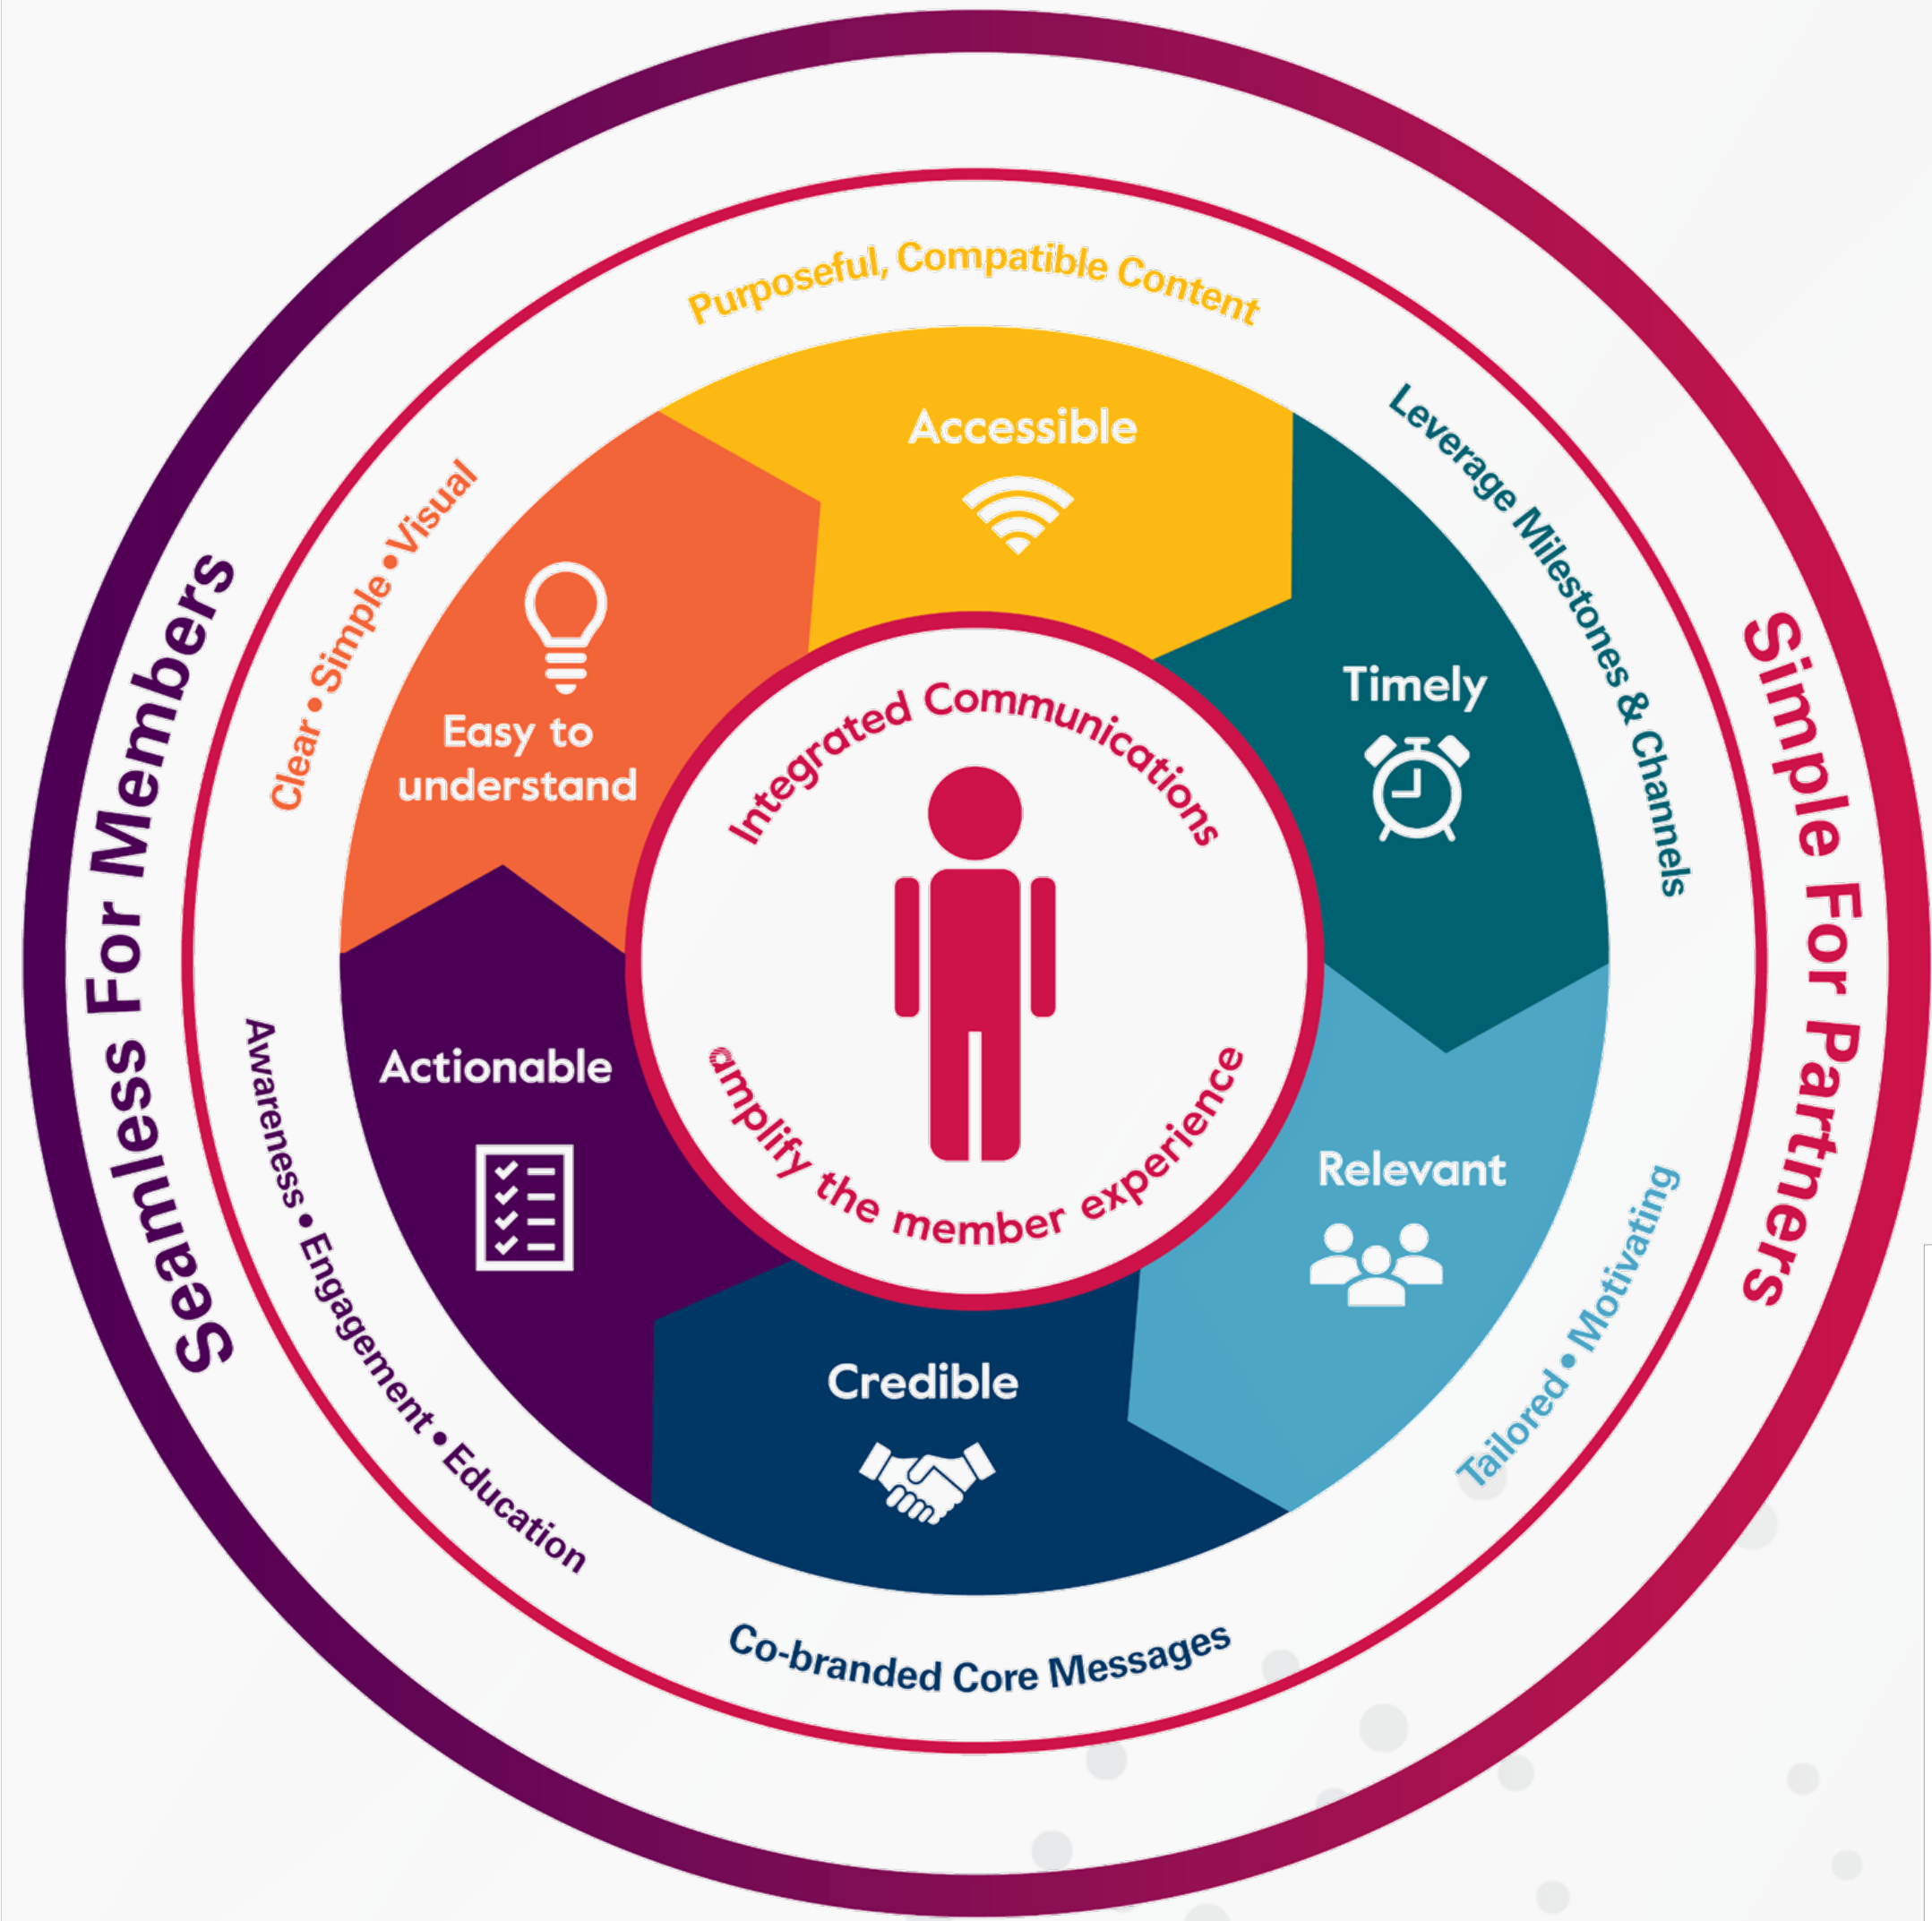 Seamless For Members
Simple For Partners
Purposeful, Compatible Content
Accessible
Leverage Milestones & Channels
Timely
Tailored • Motivating
Relevant
Co-branded Core Messages
Credible
Awareness • Engagement • Education
Actionable
Clear • Simple • Visual
Easy to
understand
Integrated Communications
amplify the member experience